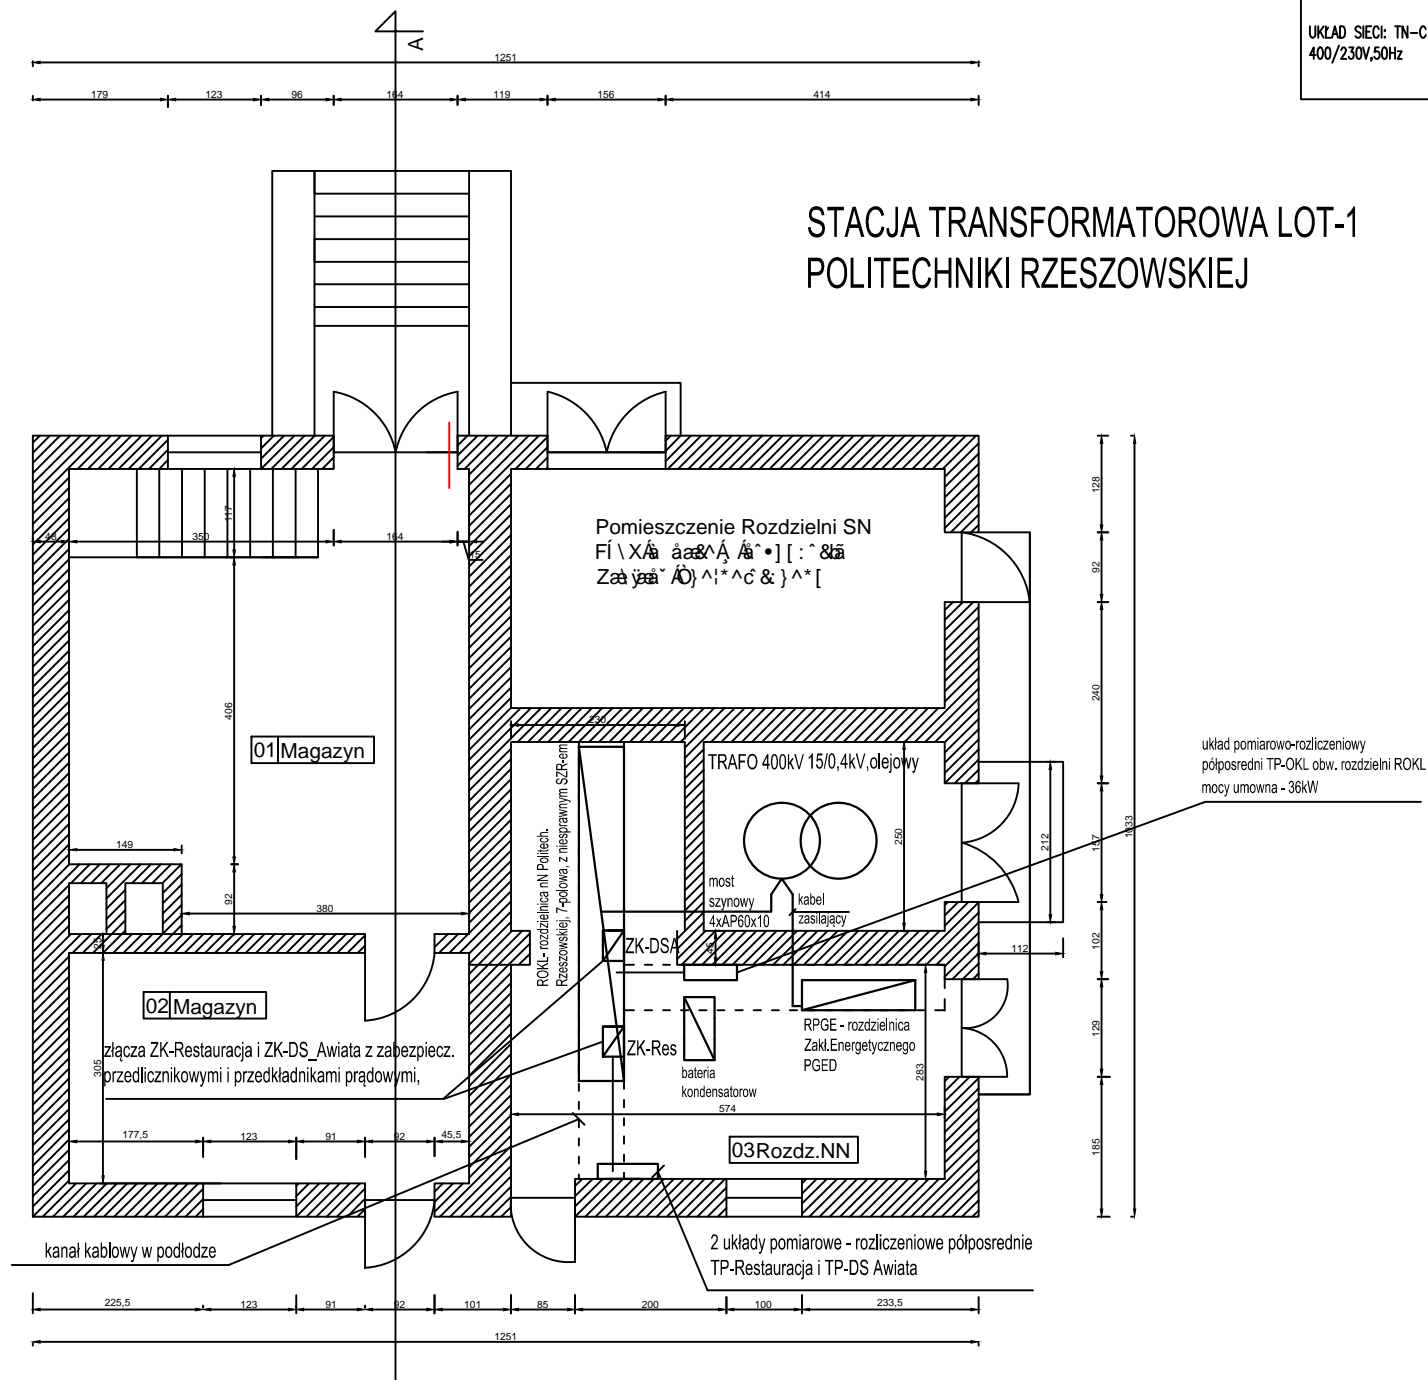 A
UKŁAD SIECI: TN-C
400/230V,50Hz
1251
179 123 96 164 119 156 414
STACJA TRANSFORMATOROWA LOT-1
POLITECHNIKI RZESZOWSKIEJ
Pomieszczenie Rozdzielni SN
117
350 164
15
128
92
240
157
102
129
185
1033
406
01 Magazyn
230
TRAFO 400kV 15/0,4kV,olejowy
układ pomiarowo-rozliczeniowy
półposredni TP-OKL obw. rozdzielni ROKL
mocy umowna - 36kW
ROKL- rozdzielnica nN Politech.
Rzeszowskiej, 7-polowa, z niesprawnym SZR-em
250
212
149
92
380
most
szynowy
4xAP60x10
kabel
zasilający
25
ZK-DSA
45
112
02 Magazyn
305
złącza ZK-Restauracja i ZK-DS_Awiata z zabezpiecz.
przedlicznikowymi i przedkładnikami prądowymi,
ZK-Res
bateria
kondensatorow
RPGE - rozdzielnica
Zakł.Energetycznego
PGED
283
574
177,5 123 91 92 45,5
03 Rozdz.NN
kanał kablowy w podłodze
2 układy pomiarowe - rozliczeniowe półposrednie
TP-Restauracja i TP-DS Awiata
225,5 123 91 92 101 85 200 100 233,5
1251